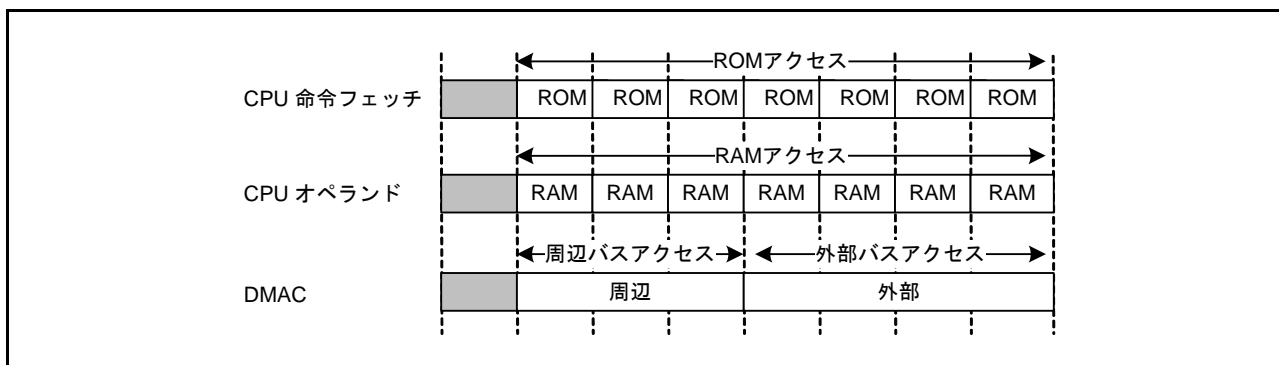 ROMアクセス
CPU 命令フェッチ ROM ROM ROM ROM ROM ROM ROM
RAMアクセス
CPU オペランド RAM RAM RAM RAM RAM RAM RAM
周辺バスアクセス 外部バスアクセス
DMAC 周辺 外部